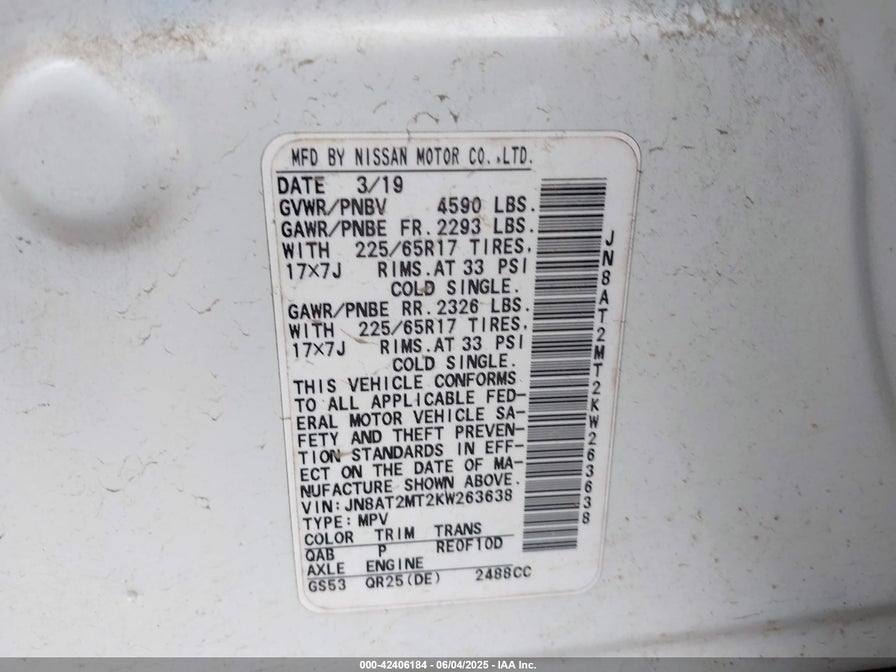 MFD BY NISSAN MOTOR CO.,LTD.
DATE 3/19
GVWR/PNBV 4590 LBS.
GAWR/PNBE FR. 2293 LBS.
WITH 225/65R17 TIRES,
17×7J RIMS.AT 33 PSI
COLD SINGLE.
GAWR/PNBE RR. 2326 LBS.
WITH 225/65R17 TIRES.
17×7J RIMS.AT 33 PSI
COLD SINGLE.
THIS VEHICLE CONFORMS
TO ALL APPLICABLE FED-
ERAL MOTOR VEHICLE SA-
FETY AND THEFT PREVEN-
TION STANDARDS IN EFF-
ECT ON THE DATE OF MA-
NUFACTURE SHOWN ABOVE.
VIN:JN8AT2MT2KW263638
TYPE:MPV
COLOR TRIM TRANS
QAB P RE0F10D
AXLE ENGINE
GS53 QR25(DE) 2488CC
JN8AT2MT2KW263638
000-42406184 - 06/04/2025 - IAA Inc.